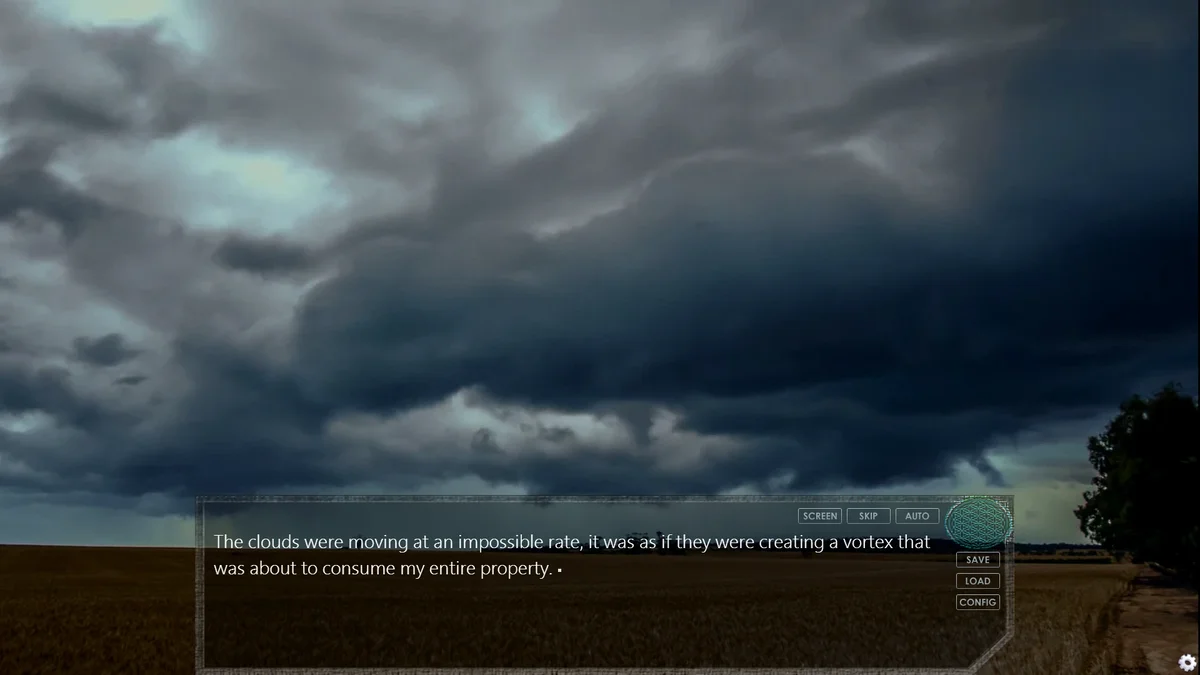 SCREEN SKIP AUTO
The clouds were moving at an impossible rate, it was as if they were creating a vortex that
was about to consume my entire property.
SAVE
LOAD
CONFIG